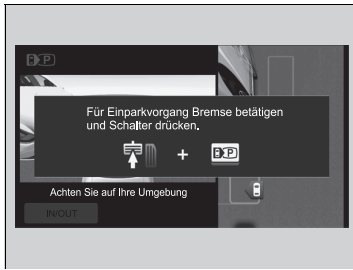 P
Für Einparkvorgang Bremse betätigen
und Schalter drücken.
+ P
Achten Sie auf Ihre Umgebung
IN/OUT